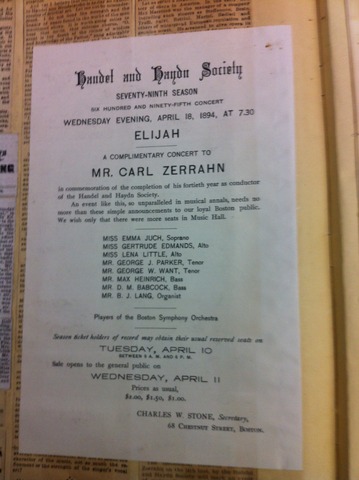 Handel and Haydn Society
SEVENTY-NINTH SEASON
SIX HUNDRED AND NINETY-FIFTH CONCERT
WEDNESDAY EVENING, APRIL 18, 1894, AT 7.30
ELIJAH
A COMPLIMENTARY CONCERT TO
MR. CARL ZERRAHN
in commemoration of the completion of his fortieth year as conductor
of the Handel and Haydn Society.
An event like this, so unparalleled in musical annals, needs no
more than these simple announcements to our loyal Boston public.
We wish only that there were more seats in Music Hall.
MISS EMMA JUCH, Soprano
MISS GERTRUDE EDMANDS, Alto
MISS LENA LITTLE, Alto
MR. GEORGE J. PARKER, Tenor
MR. GEORGE W. WANT, Tenor
MR. MAX HEINRICH, Bass
MR. D. M. BABCOCK, Bass
MR. B. J. LANG, Organist
Players of the Boston Symphony Orchestra
Season ticket holders of record may obtain their usual reserved seats on
TUESDAY, APRIL 10
BETWEEN 9 A. M. AND 6 P. M.
Sale opens to the general public on
WEDNESDAY, APRIL 11
Prices as usual,
$2.00, $1.50, $1.00.
CHARLES W. STONE, Secretary,
68 CHESTNUT STREET, BOSTON.